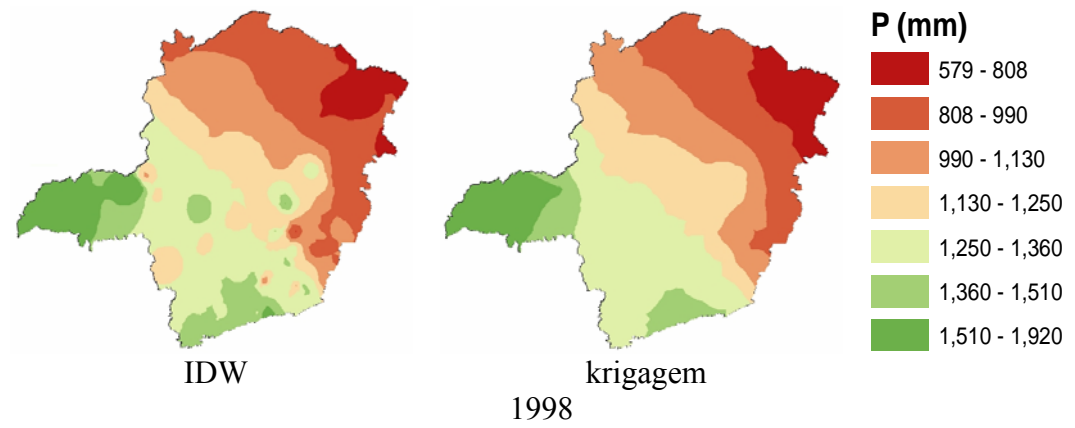 P (mm)
579 - 808
808 - 990
990 - 1,130
1,130 - 1,250
1,250 - 1,360
1,360 - 1,510
1,510 - 1,920
IDW
krigagem
1998